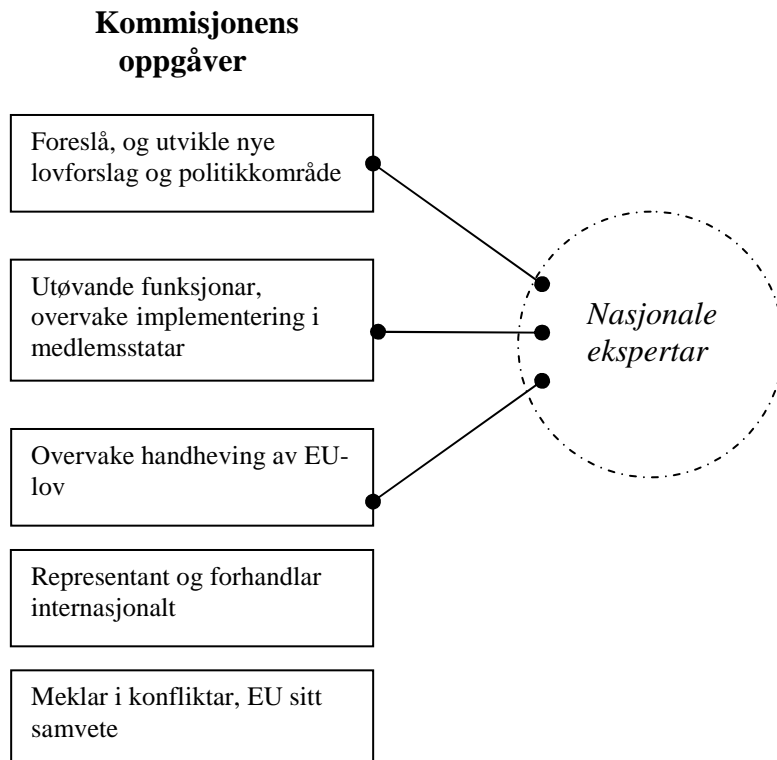 Kommisjonens
oppgåver
Foreslå, og utvikle nye
lovforslag og politikkområde
Utøvande funksjonar,
overvake implementering i
medlemsstatar
Nasjonale
ekspertar
Overvake handheving av EU-
lov
Representant og forhandlar
internasjonalt
Meklar i konfliktar, EU sitt
samvete